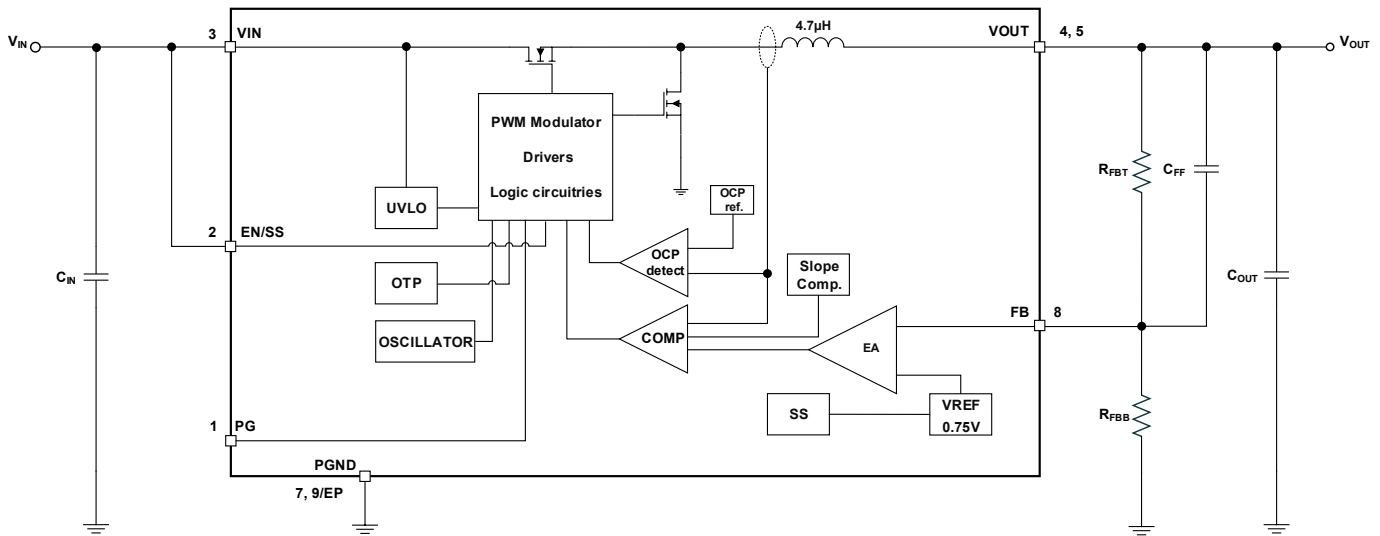 VIN
3
VIN
4.7µH
VOUT
4, 5
VOUT
PWM Modulator
Drivers
Logic circuitries
UVLO
OCP
ref.
RFBT
CFF
2
EN/SS
OCP
detect
Slope
Comp.
CIN
OTP
COUT
FB
8
OSCILLATOR
COMP
EA
SS
VREF
0.75V
RFBB
1
PG
PGND
7, 9/EP